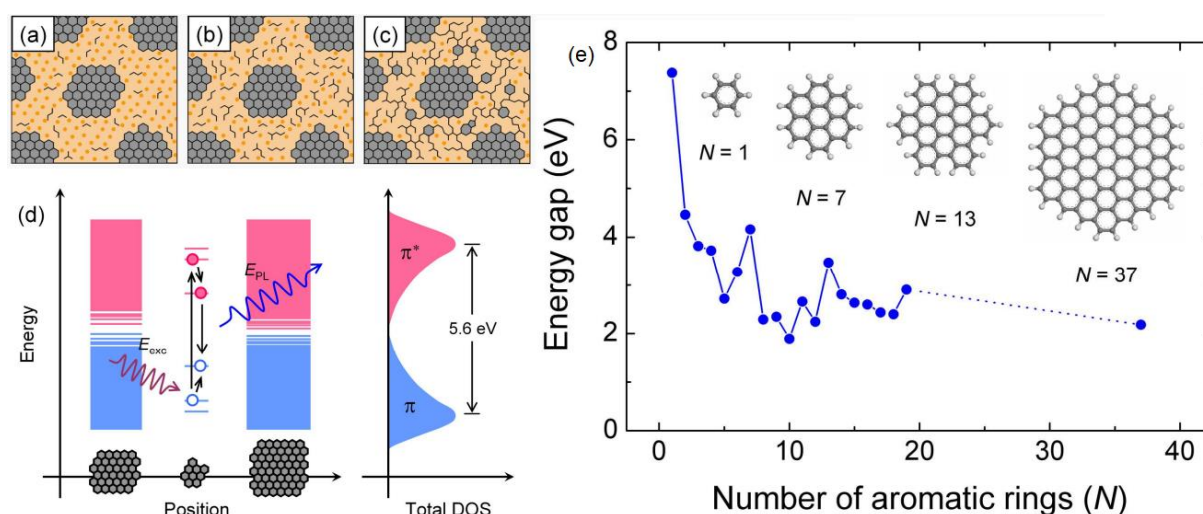 (a)
(b)
(c)
(d)
Energy
E_exc
E_PL
Position
π*
5.6 eV
π
Total DOS
(e)
Energy gap (eV)
8
6
4
2
0
N = 1
N = 7
N = 13
N = 37
0 10 20 30 40
Number of aromatic rings (N)